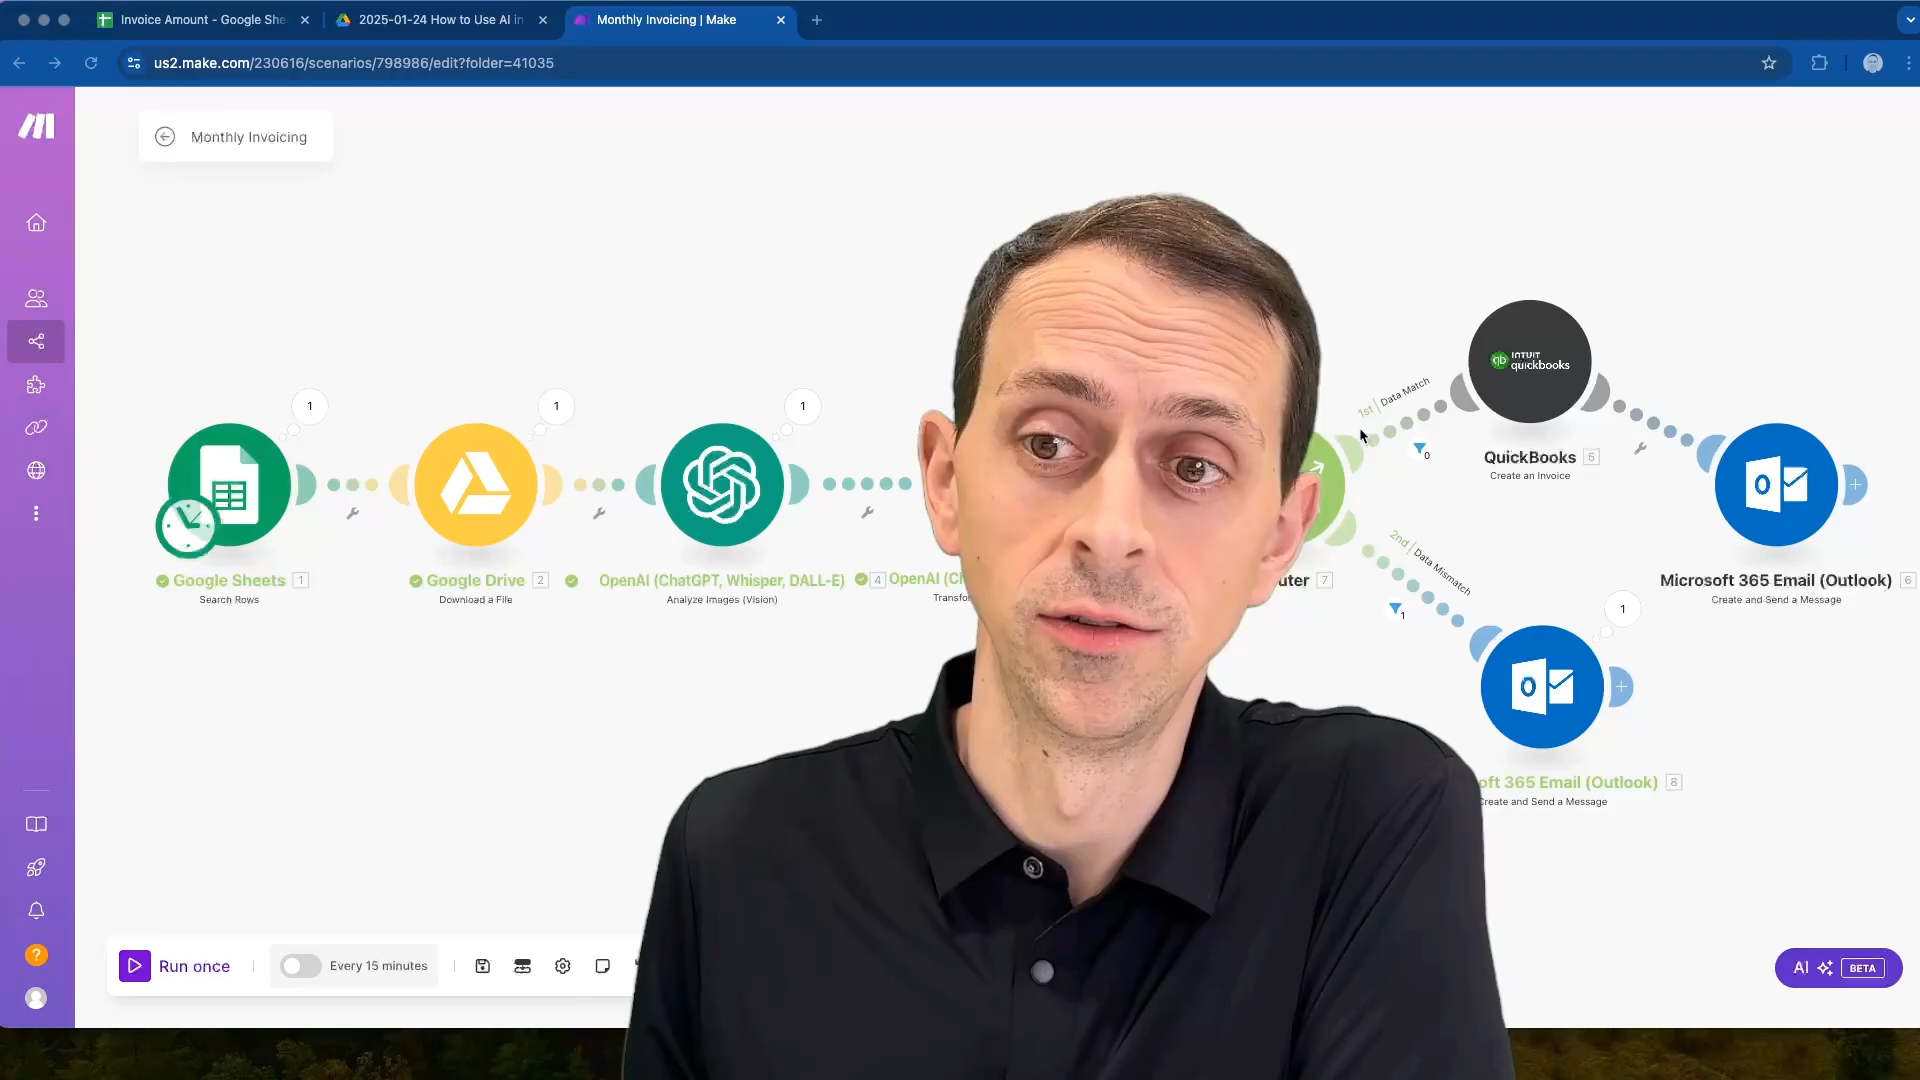 Invoice Amount - Google She
2025-01-24 How to Use AI in
Monthly Invoicing | Make
us2.make.com/230616/scenarios/798986/edit?folder=41035
Monthly Invoicing
1
1
1
1st | Data Match
0
INTUIT
quickbooks
QuickBooks 5
Create an Invoice
Google Sheets 1
Search Rows
Google Drive 2
Download a File
OpenAI (ChatGPT, Whisper, DALL-E) 4
Analyze Images (Vision)
OpenAI (C
Transfo
uter 7
2nd | Data Mismatch
1
Microsoft 365 Email (Outlook) 6
Create and Send a Message
1
oft 365 Email (Outlook) 8
Create and Send a Message
Run once
Every 15 minutes
AI BETA